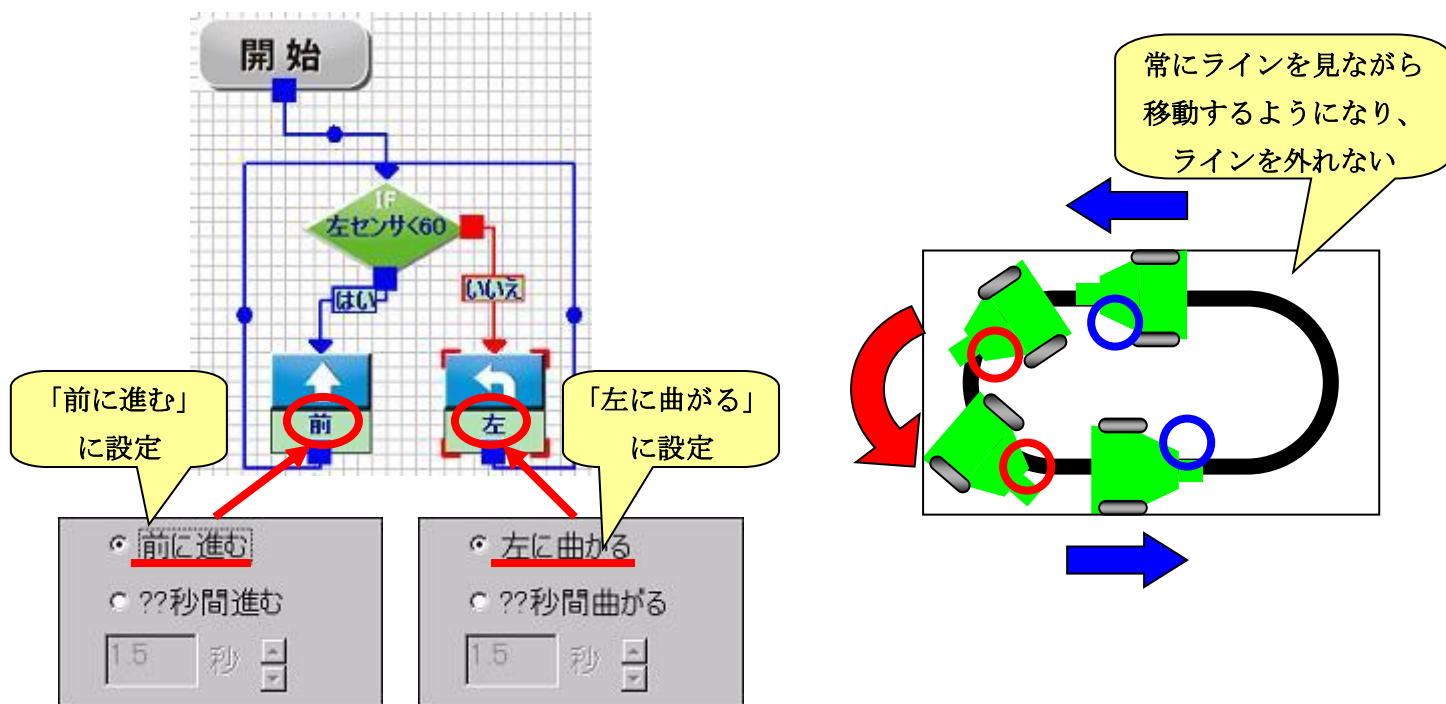 開始
IF
左センサ<60
はい
いいえ
前
左
「前に進む」
に設定
「左に曲がる」
に設定
前に進む
??秒間進む
1.5 秒
左に曲がる
??秒間曲がる
1.5 秒
常にラインを見ながら
移動するようになり、
ラインを外れない